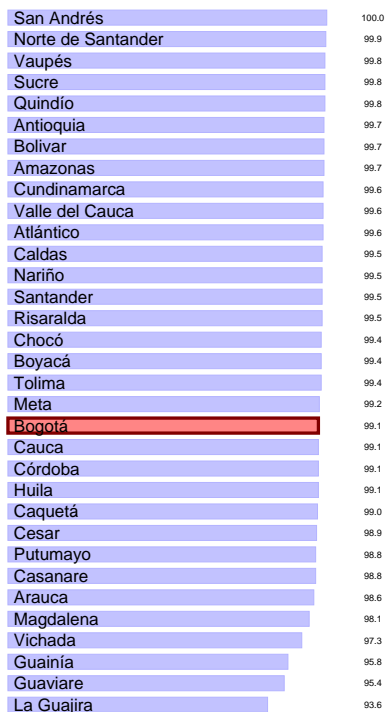 San Andrés 100.0
Norte de Santander 99.9
Vaupés 99.8
Sucre 99.8
Quindío 99.8
Antioquia 99.7
Bolivar 99.7
Amazonas 99.7
Cundinamarca 99.6
Valle del Cauca 99.6
Atlántico 99.6
Caldas 99.5
Nariño 99.5
Santander 99.5
Risaralda 99.5
Chocó 99.4
Boyacá 99.4
Tolima 99.4
Meta 99.2
Bogotá 99.1
Cauca 99.1
Córdoba 99.1
Huila 99.1
Caquetá 99.0
Cesar 98.9
Putumayo 98.8
Casanare 98.8
Arauca 98.6
Magdalena 98.1
Vichada 97.3
Guainía 95.8
Guaviare 95.4
La Guajira 93.6